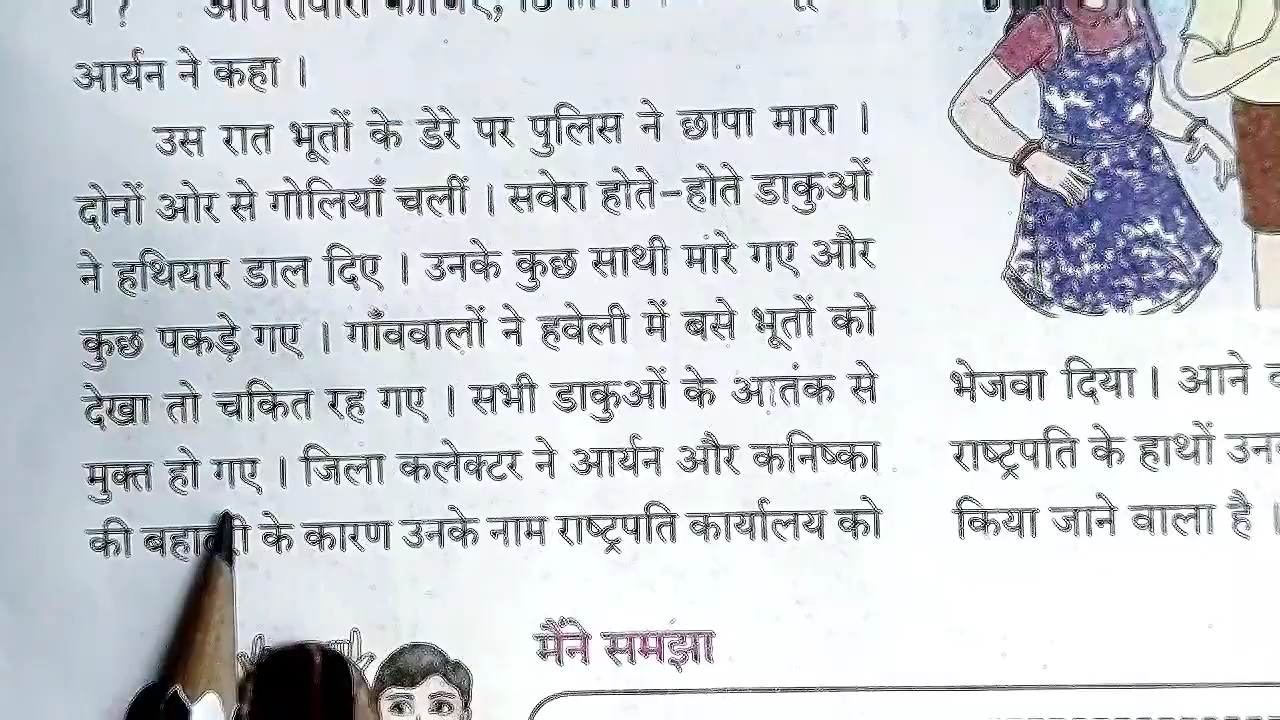 आर्यन ने कहा ।
उस रात भूतों के डेरे पर पुलिस ने छापा मारा ।
दोनों ओर से गोलियाँ चलीं । सवेरा होते-होते डाकुओं
ने हथियार डाल दिए । उनके कुछ साथी मारे गए और
कुछ पकड़े गए । गाँववालों ने हवेली में बसे भूतों को
देखा तो चकित रह गए । सभी डाकुओं के आतंक से
मुक्त हो गए । जिला कलेक्टर ने आर्यन और कनिष्का
की के कारण उनके नाम राष्ट्रपति कार्यालय को
भेजवा दिया । आने
राष्ट्रपति के हाथों
किया जाने वाला है ।
मैंने समझा